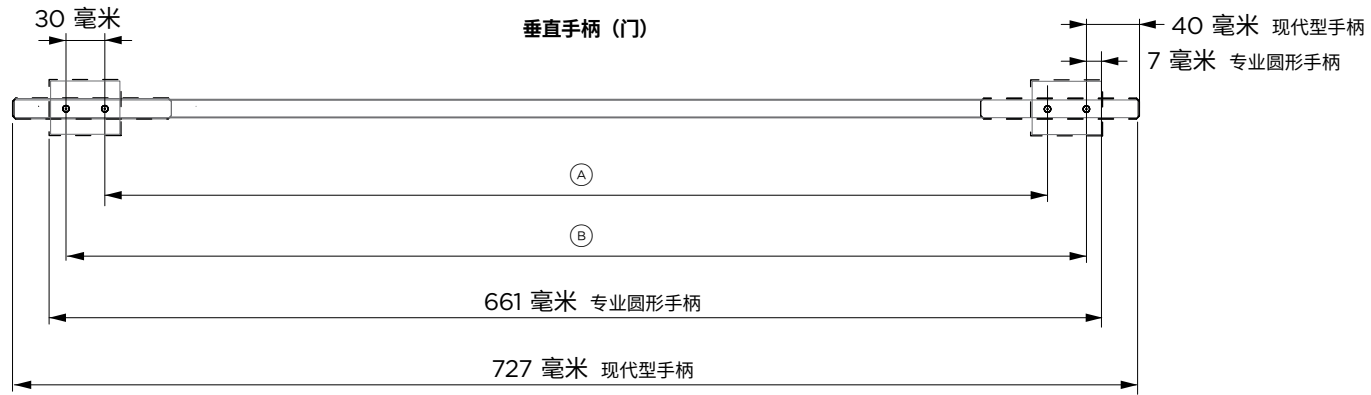 30 毫米
垂直手柄（门）
40 毫米 现代型手柄
7 毫米 专业圆形手柄
A
B
661 毫米 专业圆形手柄
727 毫米 现代型手柄